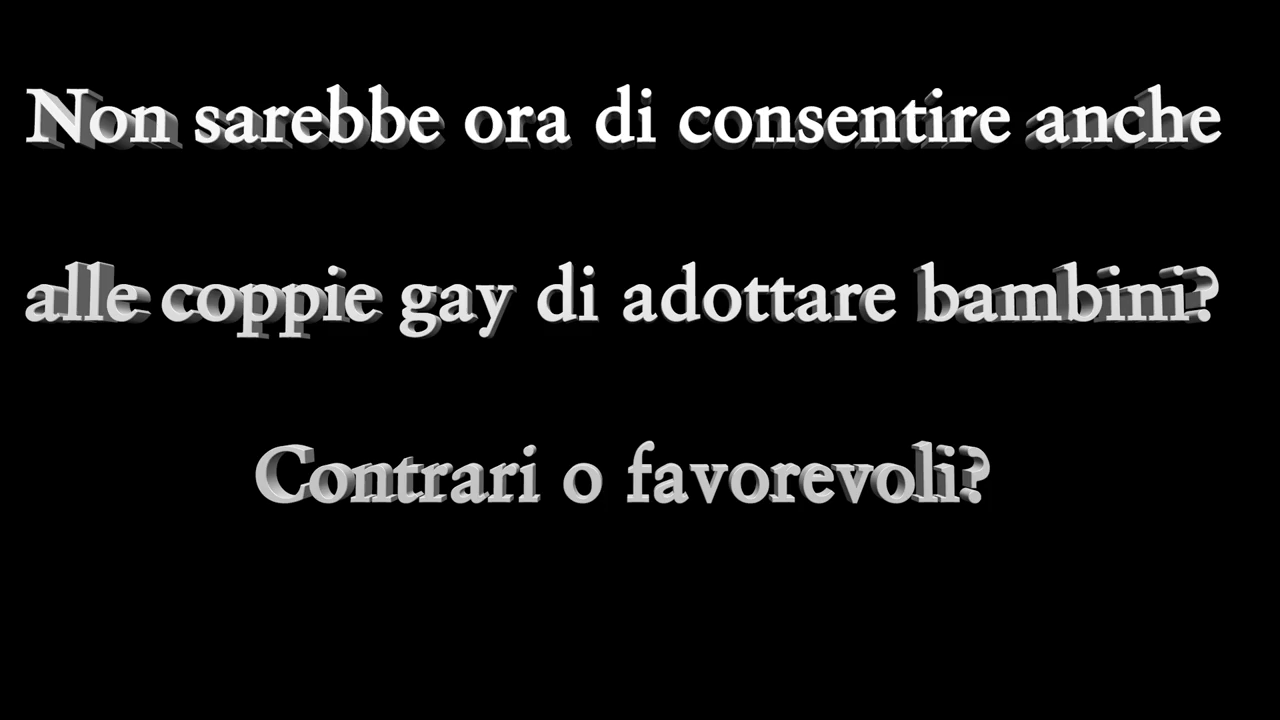 Non sarebbe ora di consentire anche
alle coppie gay di adottare bambini?
Contrari o favorevoli?